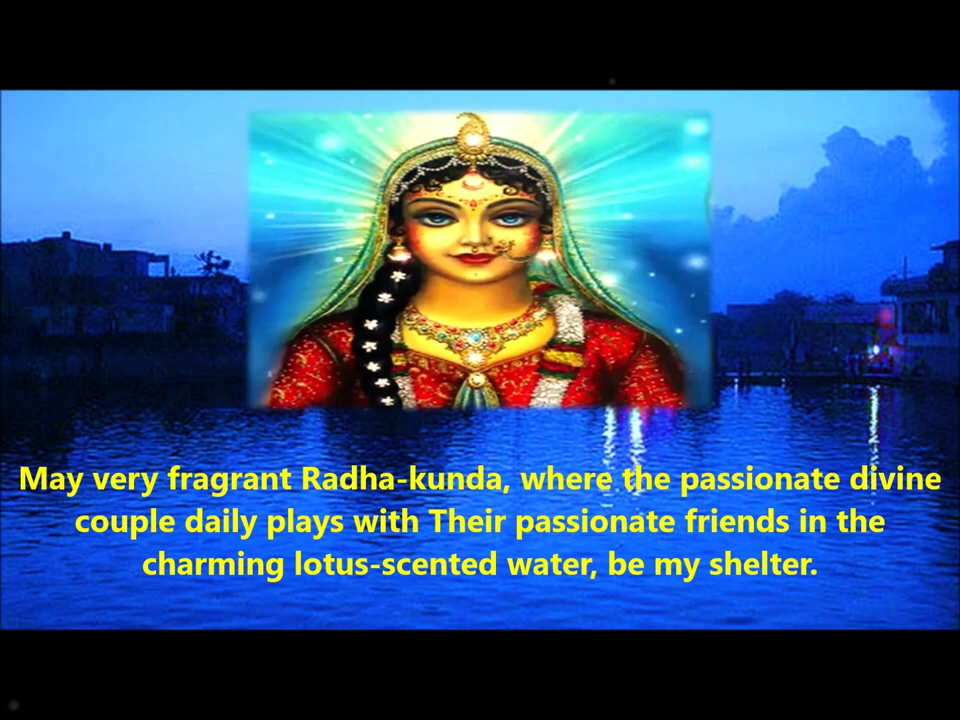 May very fragrant Radha-kunda, where the passionate divine
couple daily plays with Their passionate friends in the
charming lotus-scented water, be my shelter.